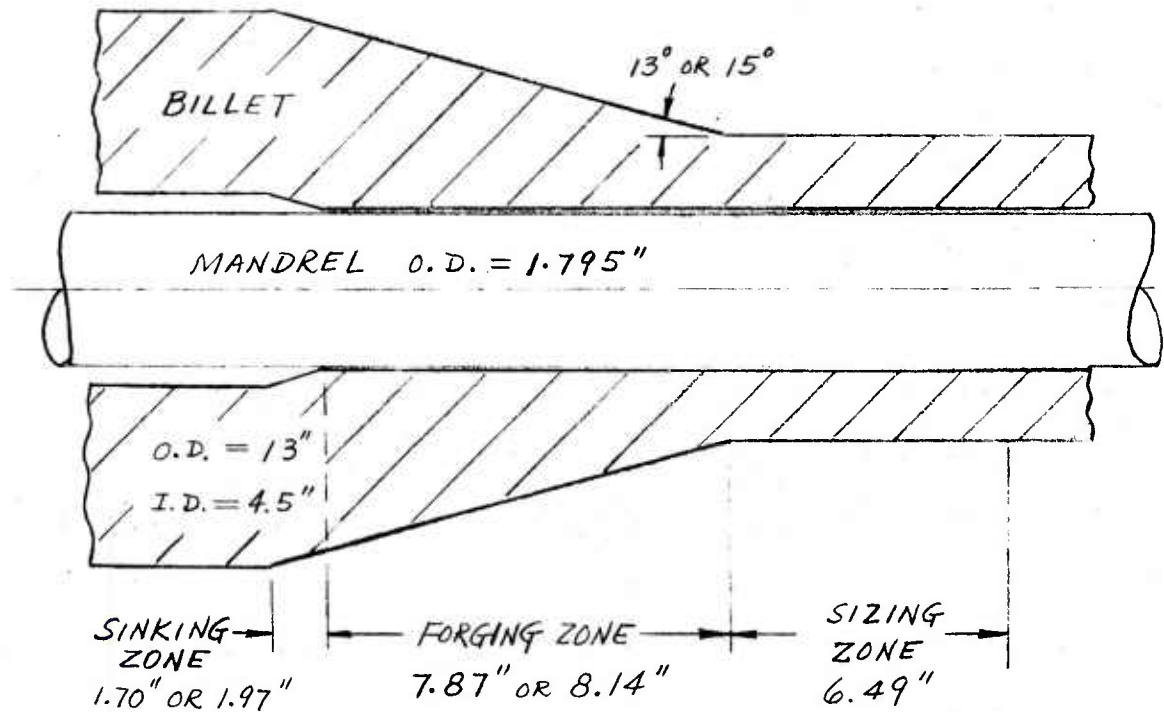 13° OR 15°
BILLET
MANDREL O.D. = 1.795"
O.D. = 13"
I.D. = 4.5"
SINKING
ZONE
1.70" OR 1.97"
FORGING ZONE
7.87" OR 8.14"
SIZING
ZONE
6.49"